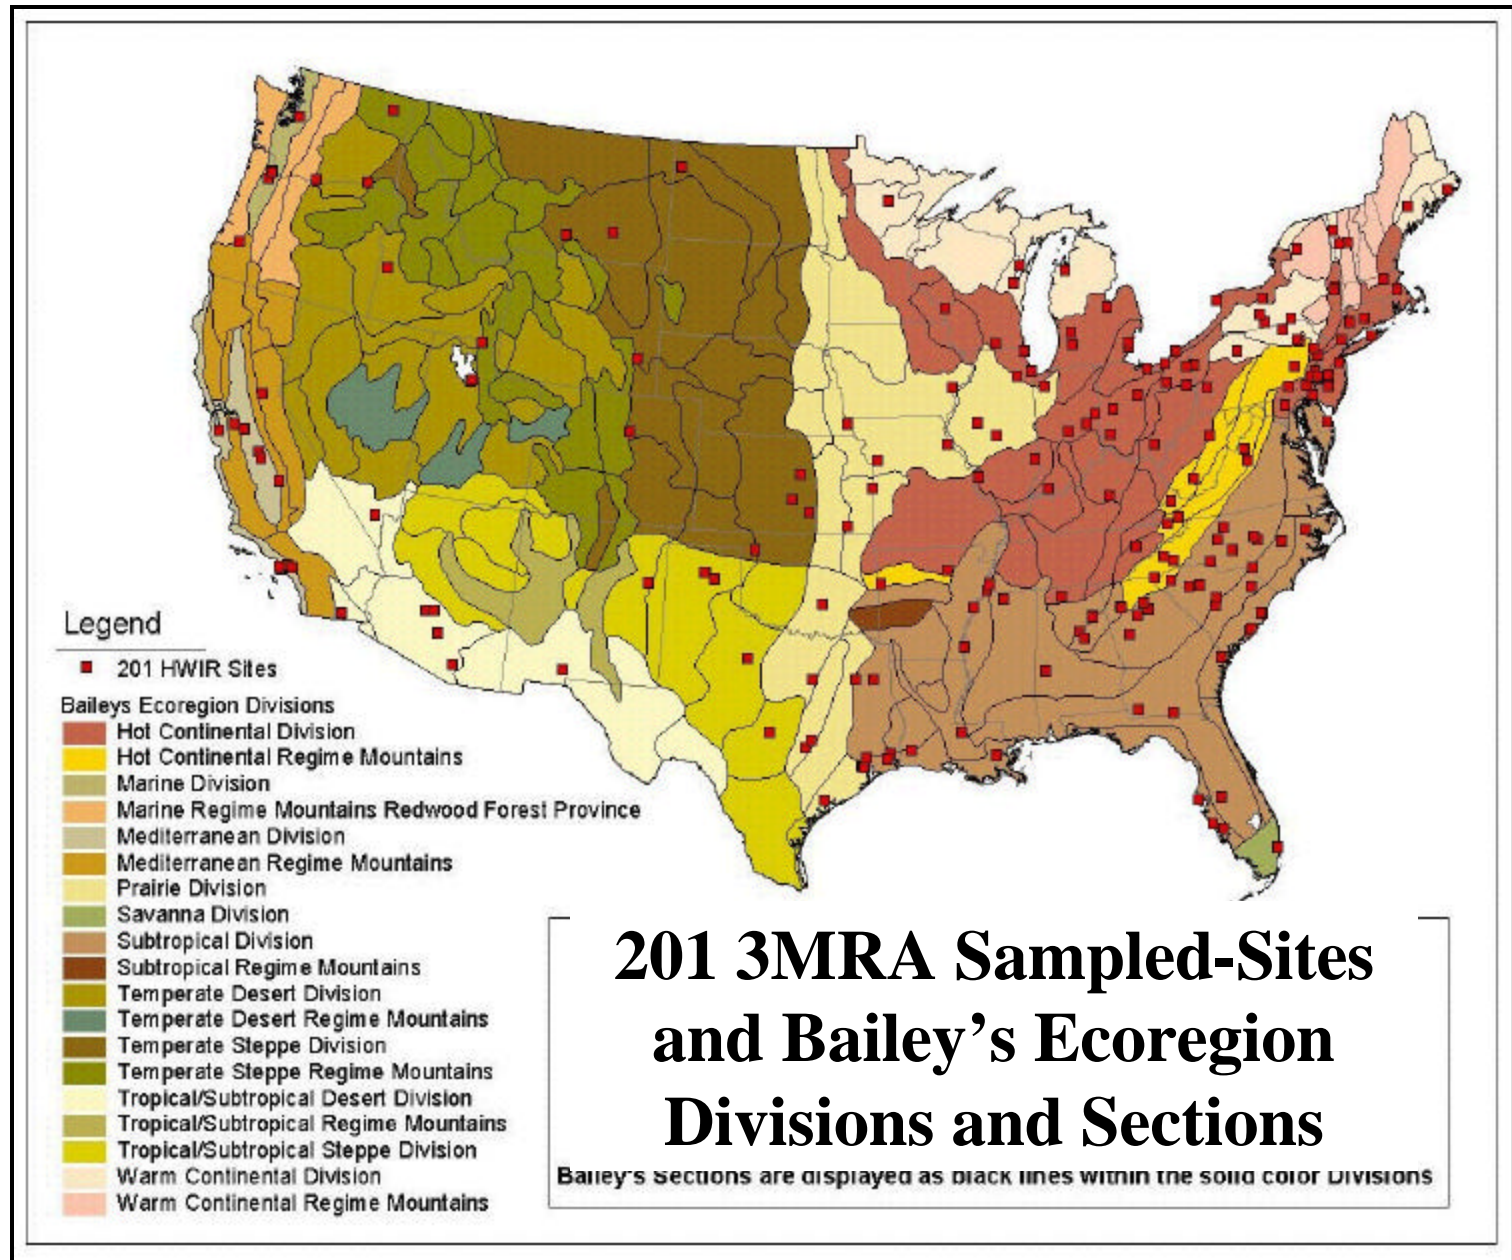 Legend
201 HWIR Sites
Baileys Ecoregion Divisions
Hot Continental Division
Hot Continental Regime Mountains
Marine Division
Marine Regime Mountains Redwood Forest Province
Mediterranean Division
Mediterranean Regime Mountains
Prairie Division
Savanna Division
Subtropical Division
Subtropical Regime Mountains
Temperate Desert Division
Temperate Desert Regime Mountains
Temperate Steppe Division
Temperate Steppe Regime Mountains
Tropical/Subtropical Desert Division
Tropical/Subtropical Regime Mountains
Tropical/Subtropical Steppe Division
Warm Continental Division
Warm Continental Regime Mountains
201 3MRA Sampled-Sites
and Bailey’s Ecoregion
Divisions and Sections
Bailey's Sections are displayed as black lines within the solid color Divisions